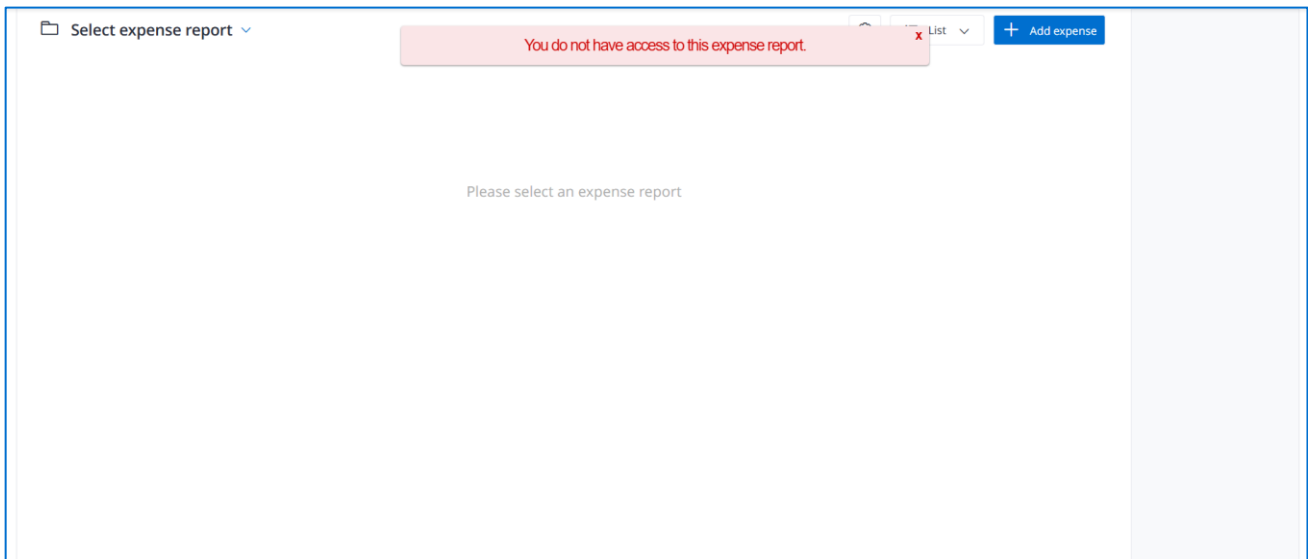 Select expense report
You do not have access to this expense report.
x
List
Add expense
Please select an expense report